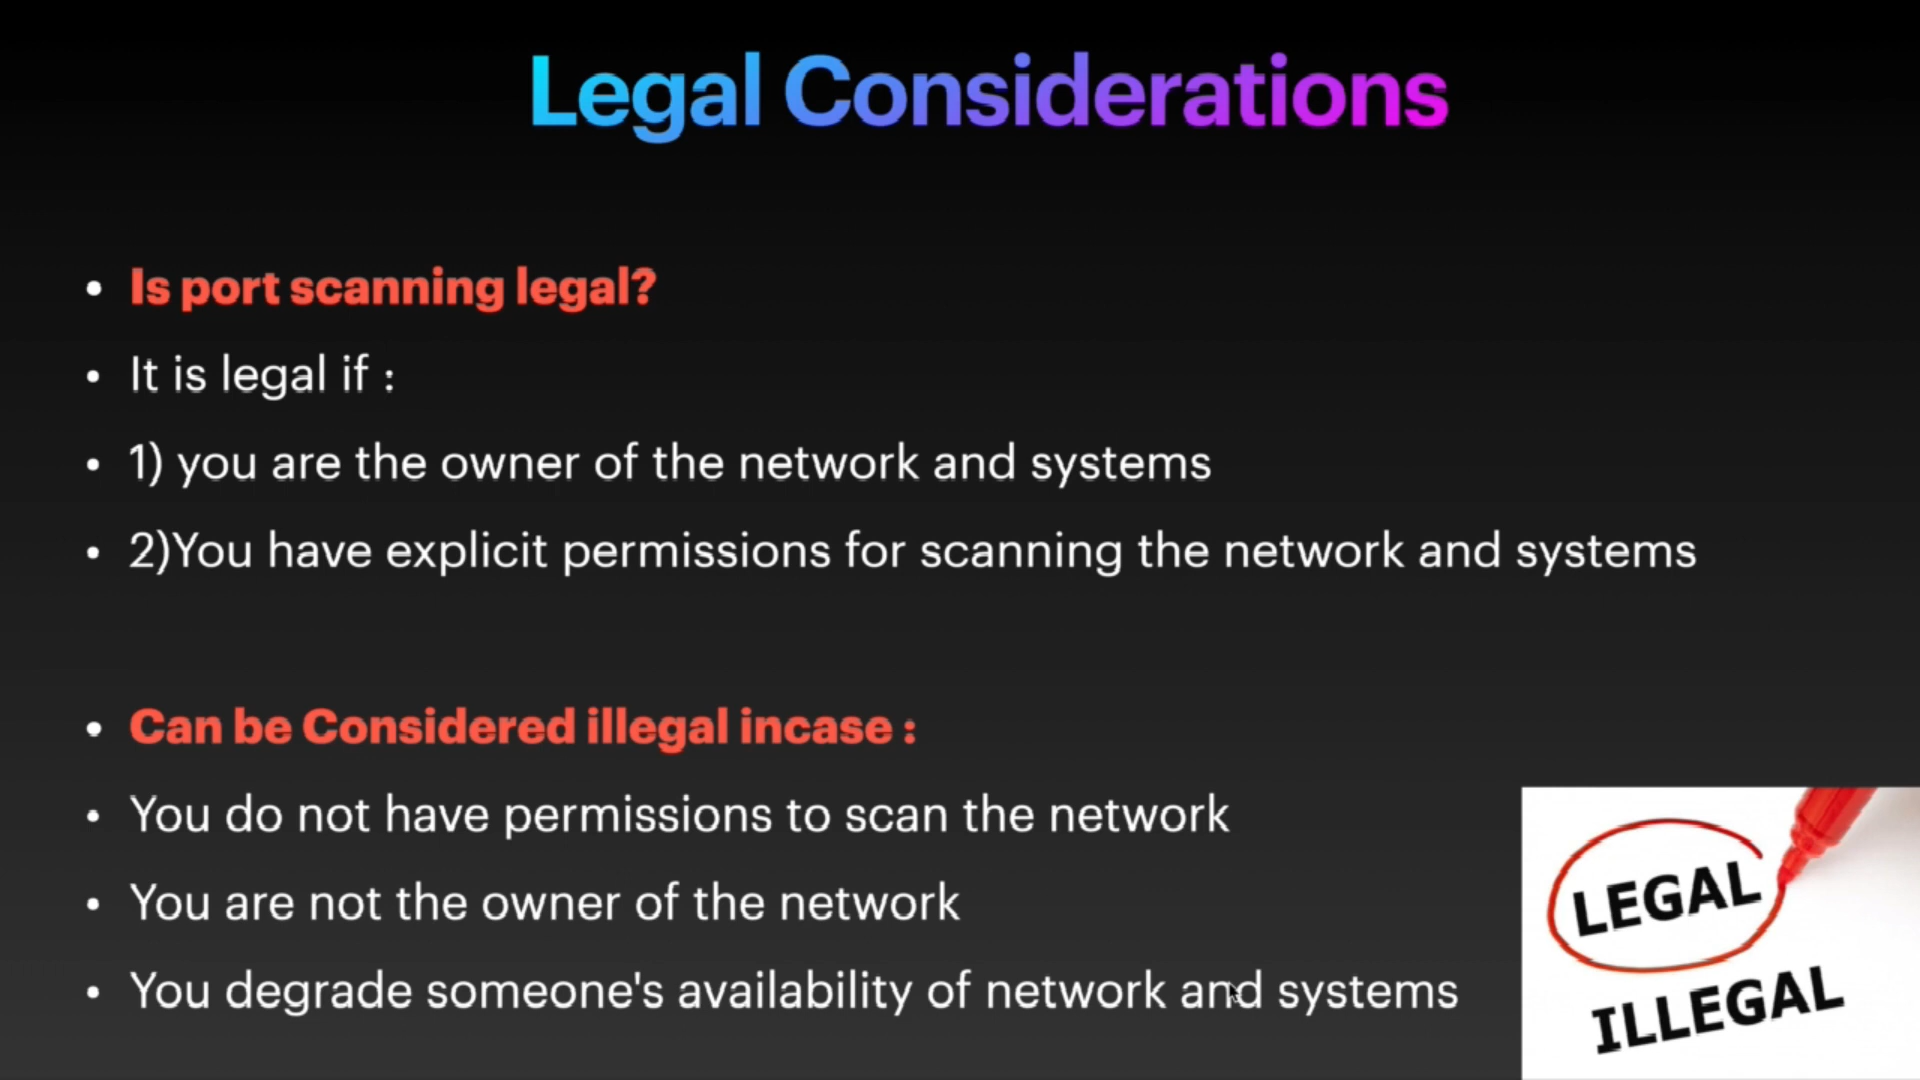 Legal Considerations
• Is port scanning legal?
• It is legal if :
• 1) you are the owner of the network and systems
• 2)You have explicit permissions for scanning the network and systems
• Can be Considered illegal incase :
• You do not have permissions to scan the network
• You are not the owner of the network
• You degrade someone's availability of network and systems
LEGAL
ILLEGAL